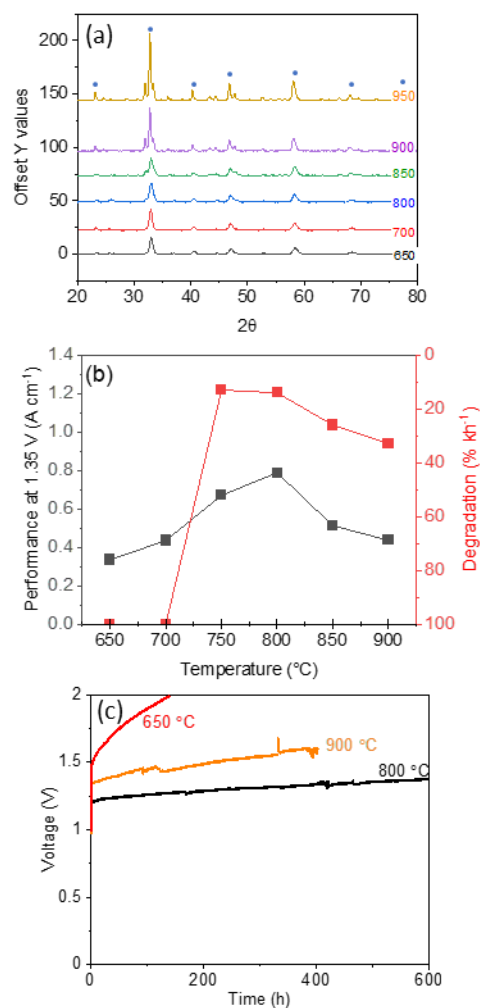 (a)
Offset Y values
200
150
100
50
0
950
900
850
800
700
650
20 30 40 50 60 70 80
2θ
(b)
Performance at 1.35 V (A cm⁻¹)
1.4
1.2
1.0
0.8
0.6
0.4
0.2
0.0
0
20
40
60
80
100
Degradation (% kh⁻¹)
650 700 750 800 850 900
Temperature (°C)
(c)
Voltage (V)
2
1.5
1
0.5
0
650 °C
900 °C
800 °C
0 200 400 600
Time (h)